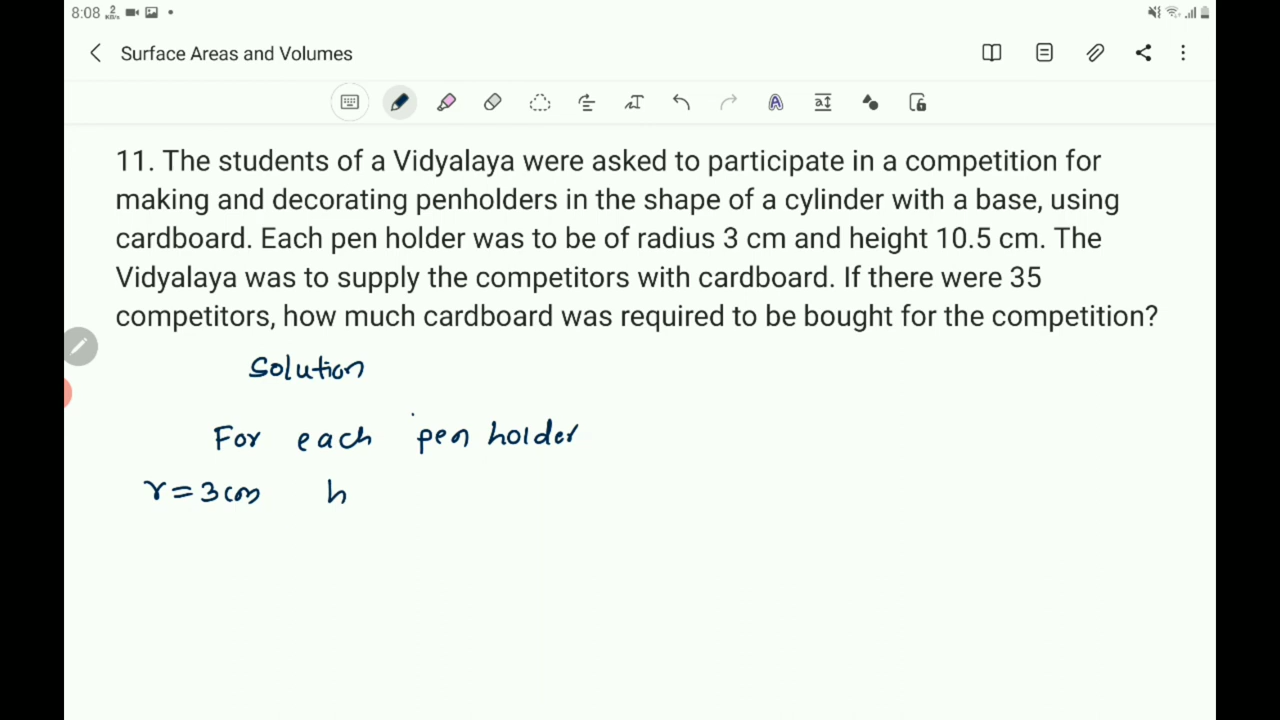 8:08 2 KB/s
Surface Areas and Volumes
11. The students of a Vidyalaya were asked to participate in a competition for
making and decorating penholders in the shape of a cylinder with a base, using
cardboard. Each pen holder was to be of radius 3 cm and height 10.5 cm. The
Vidyalaya was to supply the competitors with cardboard. If there were 35
competitors, how much cardboard was required to be bought for the competition?
Solution
For each pen holder
r = 3 cm h